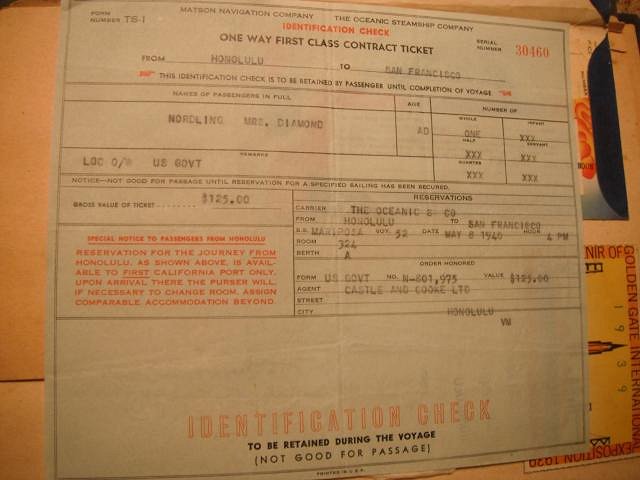 FORM NUMBER TS-1
MATSON NAVIGATION COMPANY THE OCEANIC STEAMSHIP COMPANY
IDENTIFICATION CHECK
ONE WAY FIRST CLASS CONTRACT TICKET
SERIAL NUMBER 30460
FROM HONOLULU TO SAN FRANCISCO
THIS IDENTIFICATION CHECK IS TO BE RETAINED BY PASSENGER UNTIL COMPLETION OF VOYAGE
NAMES OF PASSENGERS IN FULL AGE NUMBER OF
WHOLE INFANT
NORDLING MRS. DIAMOND AD ONE XXX
HALF SERVANT
REMARKS XXX XXX
QUARTER
LOC O/# US GOVT XXX XXX
NOTICE—NOT GOOD FOR PASSAGE UNTIL RESERVATION FOR A SPECIFIED SAILING HAS BEEN SECURED.
GROSS VALUE OF TICKET $125.00
RESERVATIONS
CARRIER THE OCEANIC S S CO
FROM HONOLULU TO SAN FRANCISCO
S.S. MARIPOSA VOY. 52 DATE MAY 8 1940 HOUR 4 PM
ROOM 324
BERTH A
ORDER HONORED
FORM US GOVT NO. N-801,975 VALUE $125.00
AGENT CASTLE AND COOKE LTD
STREET
CITY HONOLULU
VM
SPECIAL NOTICE TO PASSENGERS FROM HONOLULU
RESERVATION FOR THE JOURNEY FROM
HONOLULU, AS SHOWN ABOVE, IS AVAIL-
ABLE TO FIRST CALIFORNIA PORT ONLY.
UPON ARRIVAL THERE THE PURSER WILL,
IF NECESSARY TO CHANGE ROOM, ASSIGN
COMPARABLE ACCOMMODATION BEYOND.
IDENTIFICATION CHECK
TO BE RETAINED DURING THE VOYAGE
(NOT GOOD FOR PASSAGE)
PRINTED IN U.S.A.
NIR OF GOLDEN GATE INTERNATIONAL
1939
EXPOSITION 1939